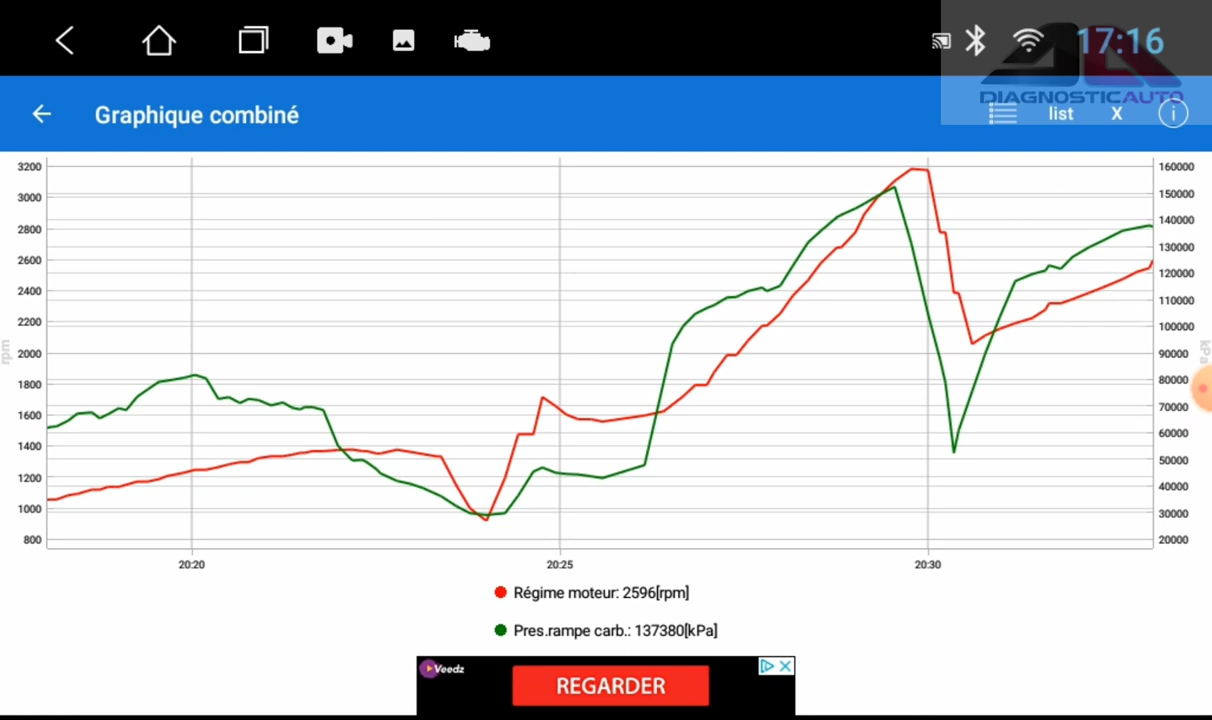 17:16
DIAGNOSTICAUTO
Graphique combiné
list X i
3200
3000
2800
2600
2400
2200
2000
1800
1600
1400
1200
1000
800
rpm
160000
150000
140000
130000
120000
110000
100000
90000
80000
70000
60000
50000
40000
30000
20000
kPa
20:20 20:25 20:30
Régime moteur: 2596[rpm]
Pres.rampe carb.: 137380[kPa]
Veedz
REGARDER